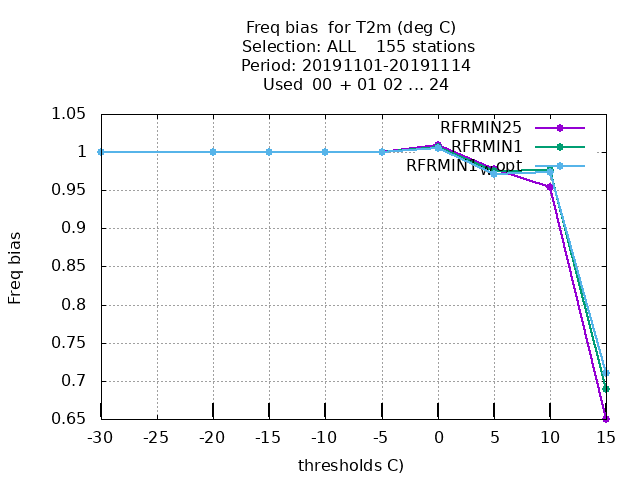 Freq bias for T2m (deg C)
Selection: ALL 155 stations
Period: 20191101-20191114
Used 00 + 01 02 ... 24
1.05
1
0.95
0.9
0.85
0.8
0.75
0.7
0.65
Freq bias
RFRMIN25
RFRMIN1
RFRMIN1w_opt
-30 -25 -20 -15 -10 -5 0 5 10 15
thresholds C)